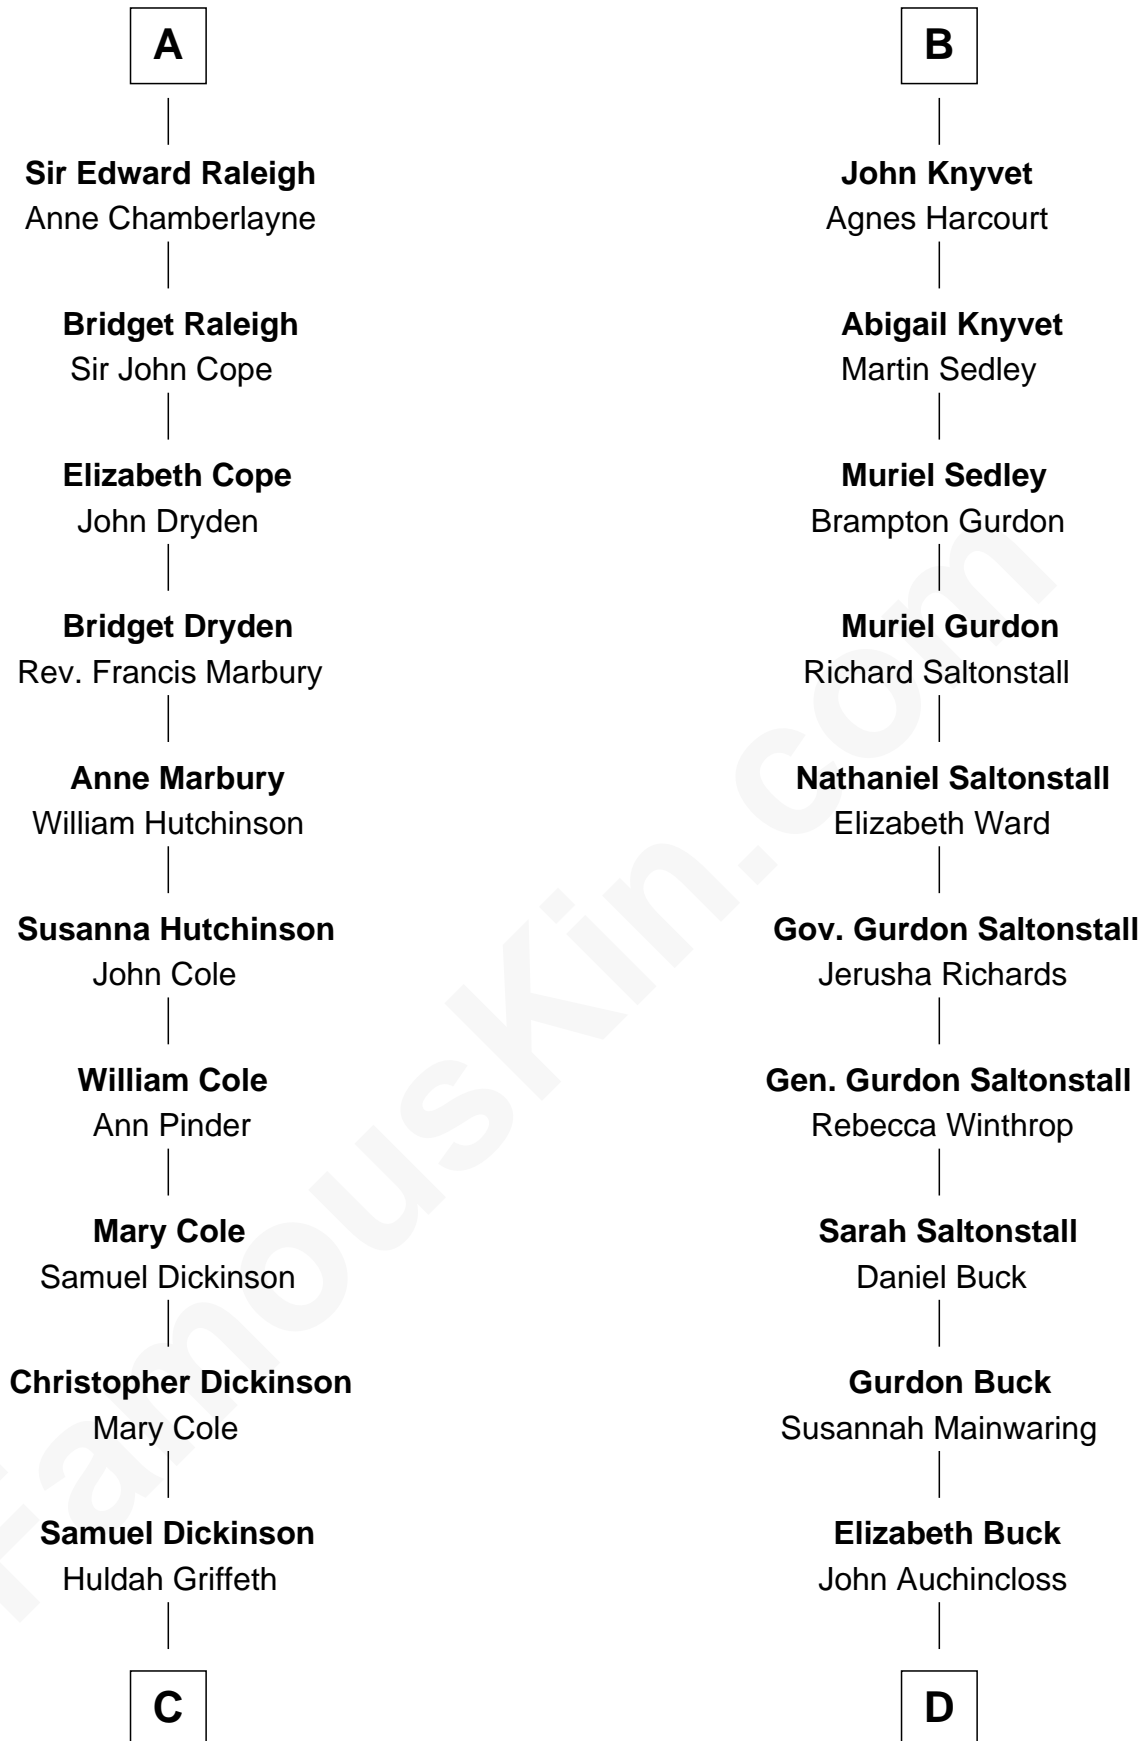 A
Sir Edward Raleigh
Anne Chamberlayne
Bridget Raleigh
Sir John Cope
Elizabeth Cope
John Dryden
Bridget Dryden
Rev. Francis Marbury
Anne Marbury
William Hutchinson
Susanna Hutchinson
John Cole
William Cole
Ann Pinder
Mary Cole
Samuel Dickinson
Christopher Dickinson
Mary Cole
Samuel Dickinson
Huldah Griffeth
C
B
John Knyvet
Agnes Harcourt
Abigail Knyvet
Martin Sedley
Muriel Sedley
Brampton Gurdon
Muriel Gurdon
Richard Saltonstall
Nathaniel Saltonstall
Elizabeth Ward
Gov. Gurdon Saltonstall
Jerusha Richards
Gen. Gurdon Saltonstall
Rebecca Winthrop
Sarah Saltonstall
Daniel Buck
Gurdon Buck
Susannah Mainwaring
Elizabeth Buck
John Auchincloss
D
FamousKin.com